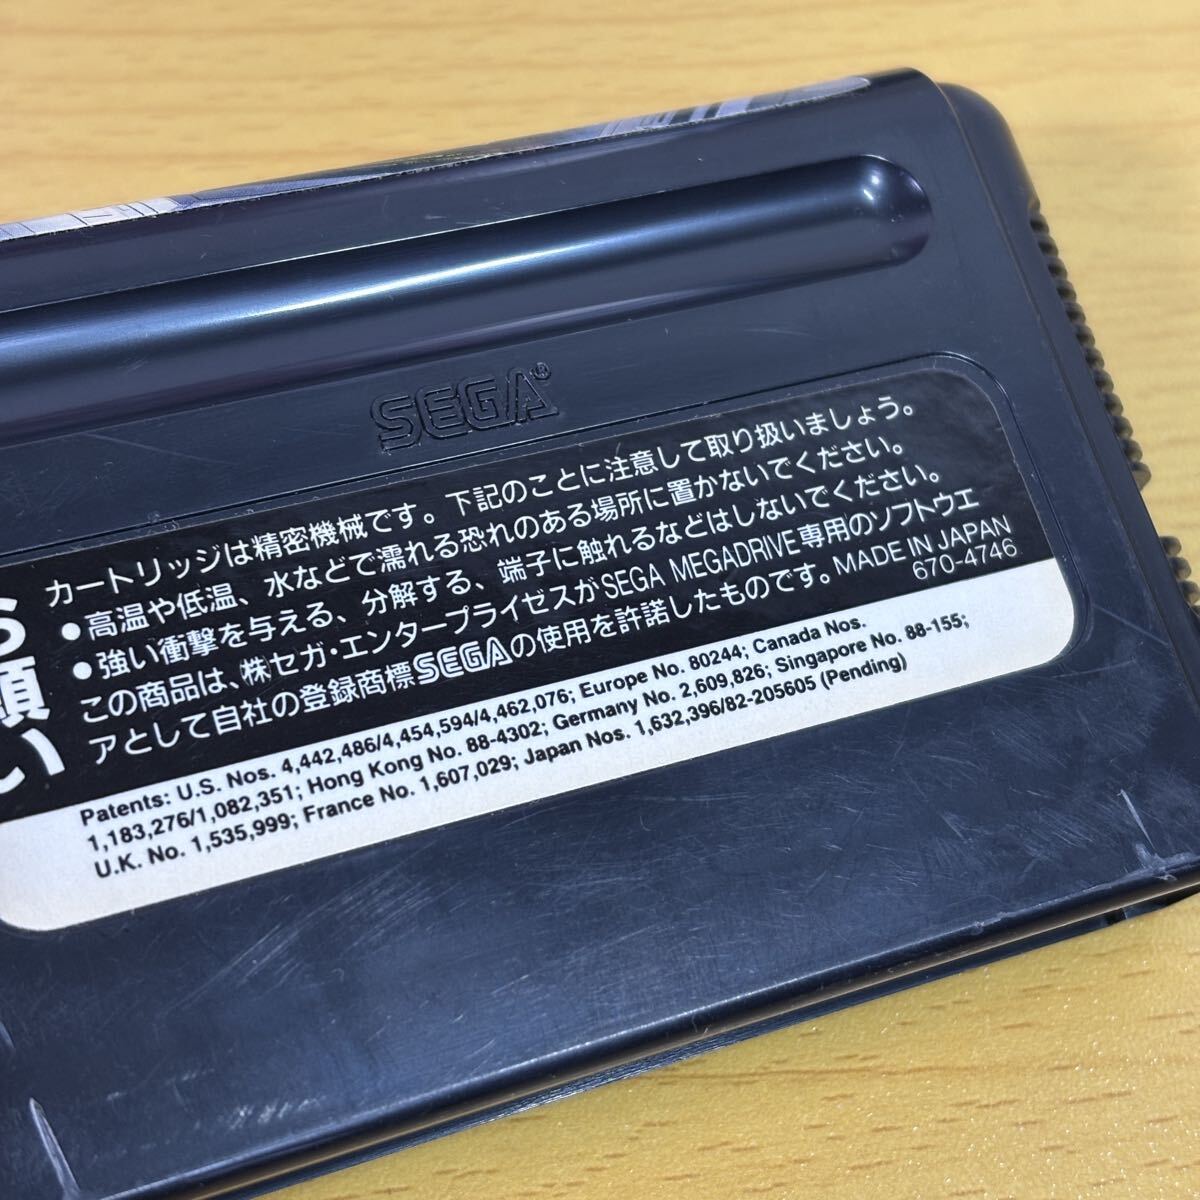 SEGA®
お願い
カートリッジは精密機械です。下記のことに注意して取り扱いましょう。
●高温や低温、水などで濡れる恐れのある場所に置かないでください。
●強い衝撃を与える、分解する、端子に触れるなどはしないでください。
この商品は、㈱セガ・エンタープライゼスがSEGA MEGADRIVE専用のソフトウエ
アとして自社の登録商標SEGAの使用を許諾したものです。MADE IN JAPAN
670-4746
Patents: U.S. Nos. 4,442,486/4,454,594/4,462,076; Europe No. 80244; Canada Nos.
1,183,276/1,082,351; Hong Kong No. 88-4302; Germany No. 2,609,826; Singapore No. 88-155;
U.K. No. 1,535,999; France No. 1,607,029; Japan Nos. 1,632,396/82-205605 (Pending)